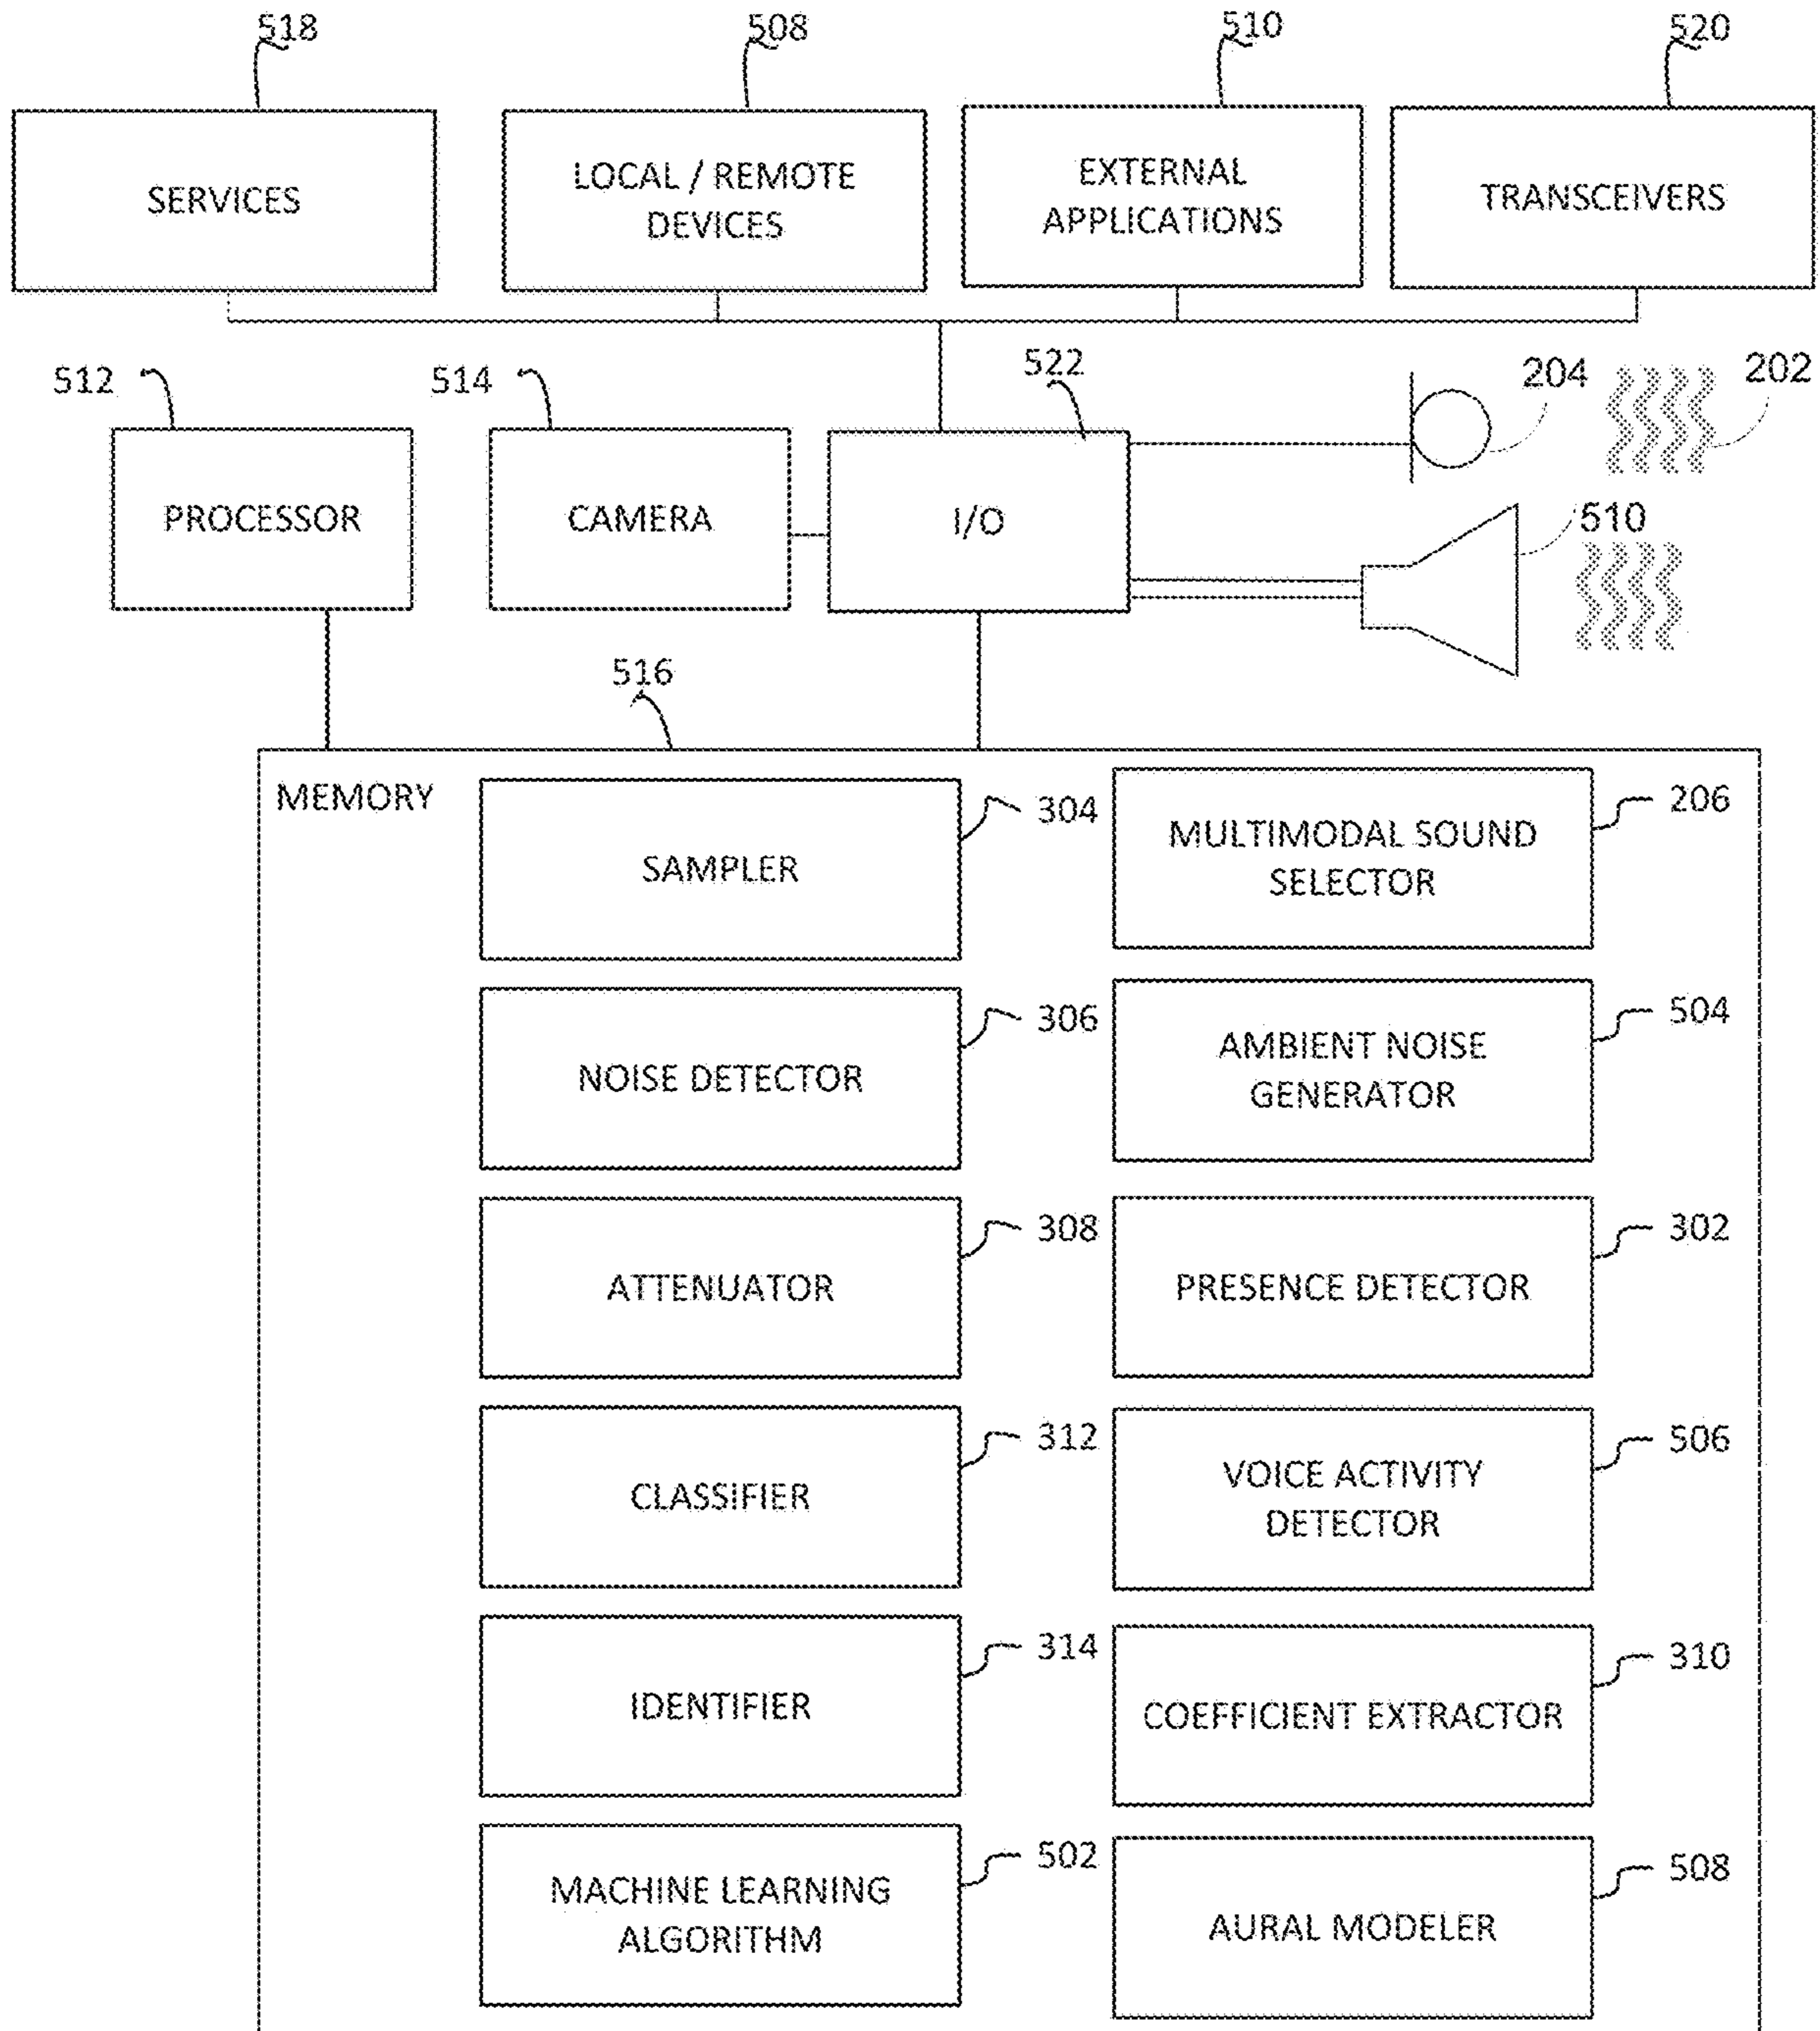 518
508
510
520
SERVICES
LOCAL / REMOTE
DEVICES
EXTERNAL
APPLICATIONS
TRANSCEIVERS
512
514
522
204
202
PROCESSOR
CAMERA
I/O
510
516
MEMORY
SAMPLER
304
MULTIMODAL SOUND
SELECTOR
206
NOISE DETECTOR
306
AMBIENT NOISE
GENERATOR
504
ATTENUATOR
308
PRESENCE DETECTOR
302
CLASSIFIER
312
VOICE ACTIVITY
DETECTOR
506
IDENTIFIER
314
COEFFICIENT EXTRACTOR
310
MACHINE LEARNING
ALGORITHM
502
AURAL MODELER
508